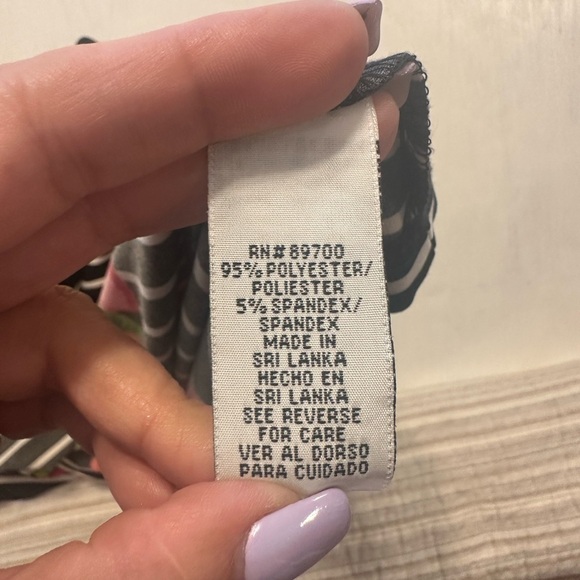 RN# 89700
95% POLYESTER/
POLIESTER
5% SPANDEX/
SPANDEX
MADE IN
SRI LANKA
HECHO EN
SRI LANKA
SEE REVERSE
FOR CARE
VER AL DORSO
PARA CUIDADO